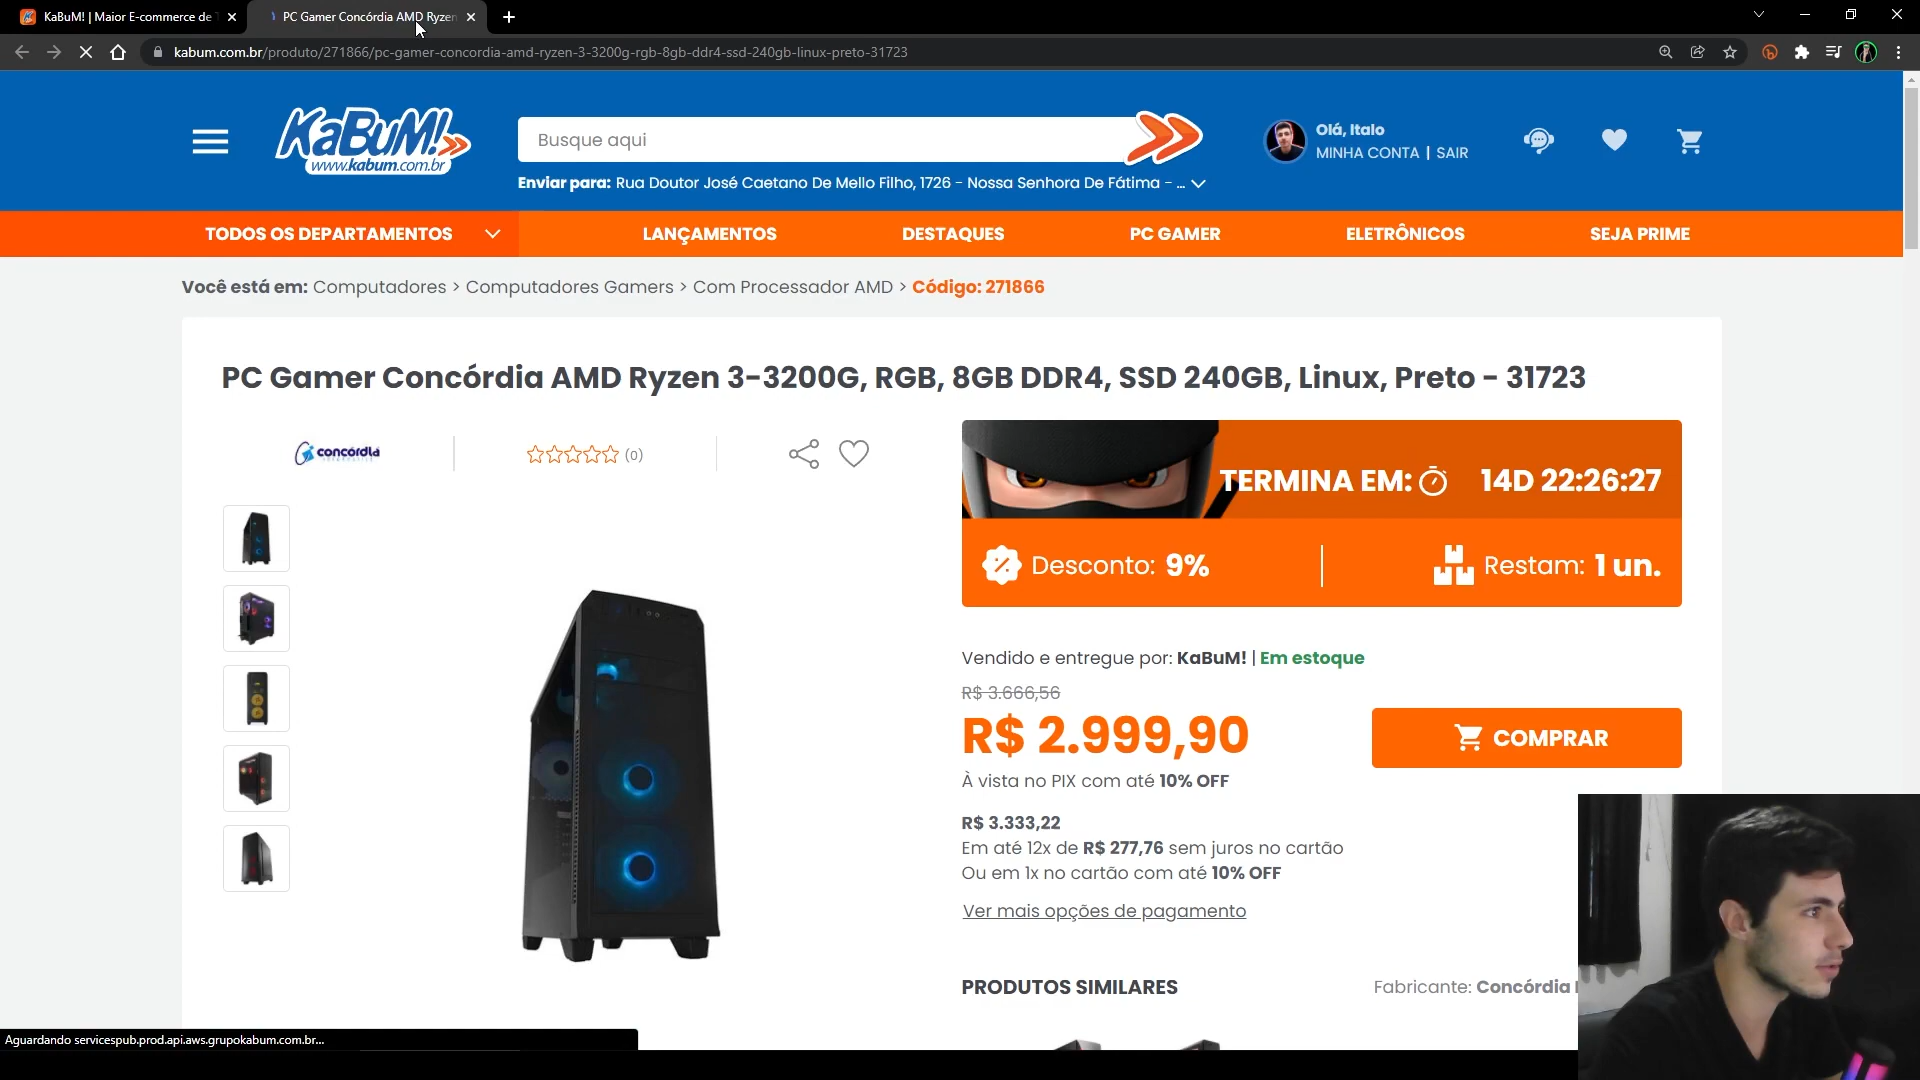 KaBuM! | Maior E-commerce de
PC Gamer Concórdia AMD Ryzen
kabum.com.br/produto/271866/pc-gamer-concordia-amd-ryzen-3-3200g-rgb-8gb-ddr4-ssd-240gb-linux-preto-31723
KaBuM!
www.kabum.com.br
Busque aqui
Enviar para: Rua Doutor José Caetano De Mello Filho, 1726 - Nossa Senhora De Fátima - ...
Olá, Italo
MINHA CONTA | SAIR
TODOS OS DEPARTAMENTOS
LANÇAMENTOS
DESTAQUES
PC GAMER
ELETRÔNICOS
SEJA PRIME
Você está em: Computadores > Computadores Gamers > Com Processador AMD > Código: 271866
PC Gamer Concórdia AMD Ryzen 3-3200G, RGB, 8GB DDR4, SSD 240GB, Linux, Preto - 31723
concórdia
(0)
TERMINA EM: 14D 22:26:27
Desconto: 9%
Restam: 1 un.
Vendido e entregue por: KaBuM! | Em estoque
R$ 3.666,56
R$ 2.999,90
COMPRAR
À vista no PIX com até 10% OFF
R$ 3.333,22
Em até 12x de R$ 277,76 sem juros no cartão
Ou em 1x no cartão com até 10% OFF
Ver mais opções de pagamento
PRODUTOS SIMILARES
Fabricante: Concórdia
Aguardando servicespub.prod.api.aws.grupokabum.com.br...